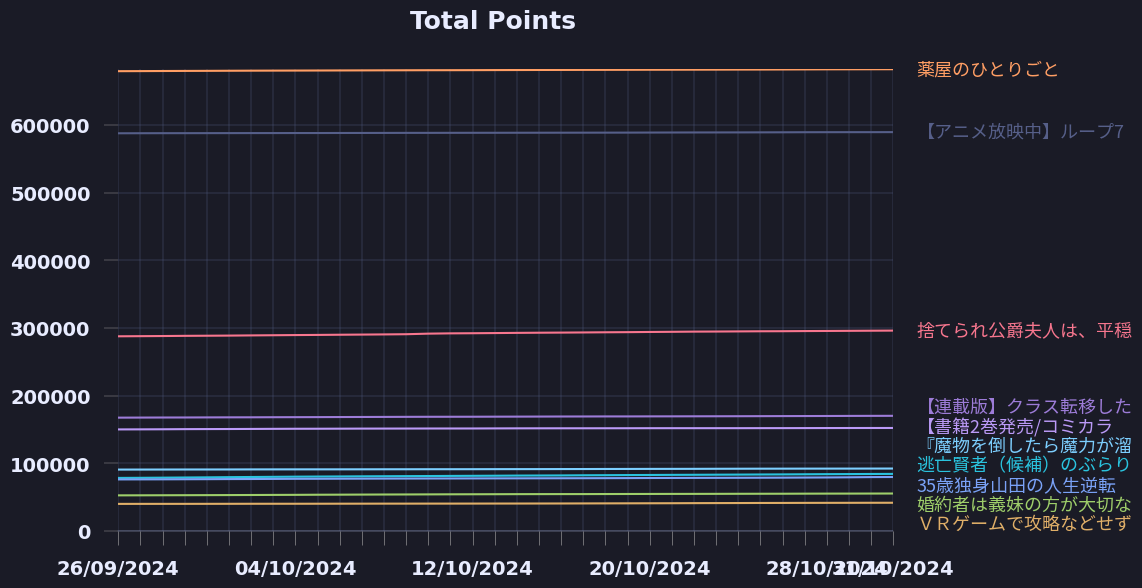 Total Points
薬屋のひとりごと
600000
【アニメ放映中】ループ7
500000
400000
300000
捨てられ公爵夫人は、平穏
200000
【連載版】クラス転移した
【書籍2巻発売/コミカラ
『魔物を倒したら魔力が溜
100000
逃亡賢者（候補）のぶらり
35歳独身山田の人生逆転
婚約者は義妹の方が大切な
ＶＲゲームで攻略などせず
0
26/09/2024 04/10/2024 12/10/2024 20/10/2024 28/10/2024 31/10/2024